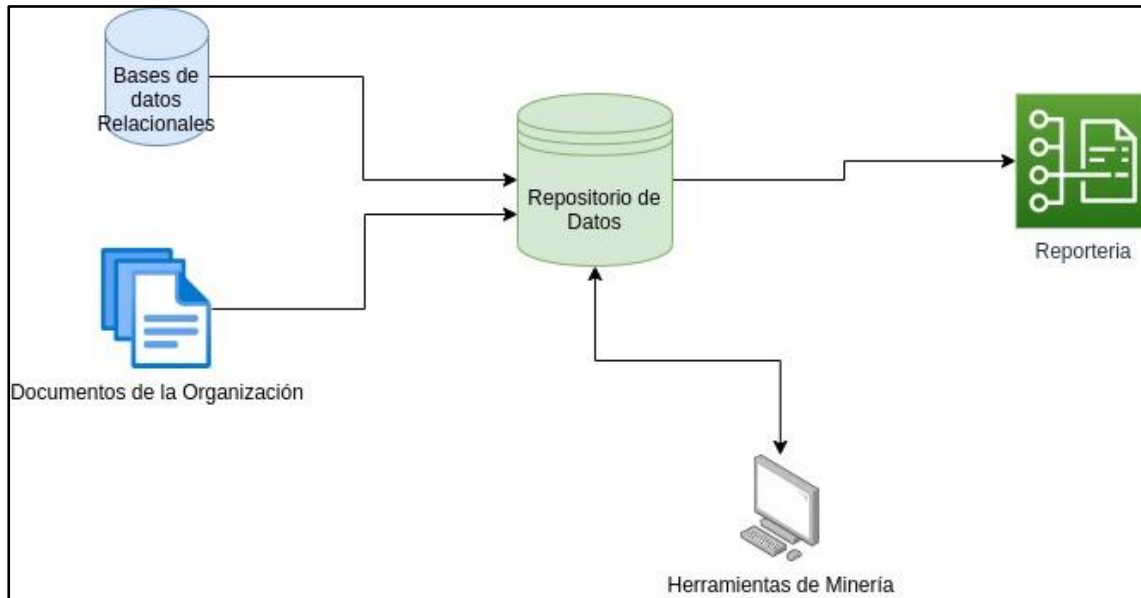 Bases de
datos
Relacionales
Repositorio de
Datos
Reporteria
Documentos de la Organización
Herramientas de Minería